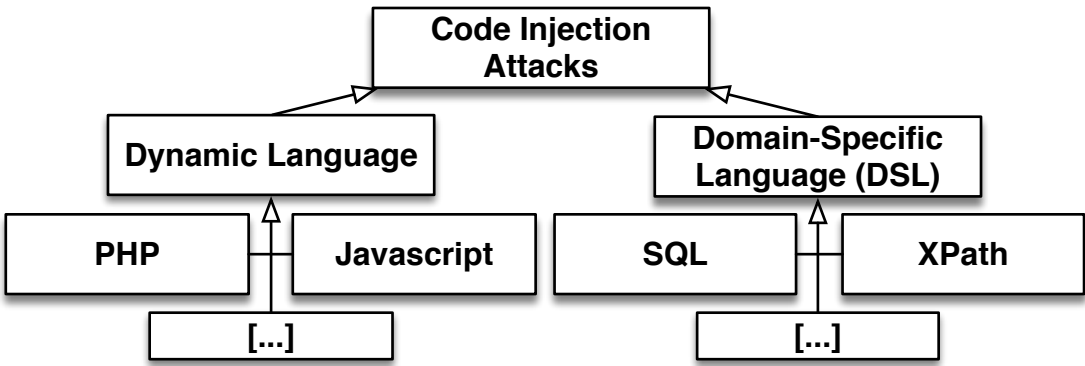 Code Injection
Attacks
Dynamic Language
Domain-Specific
Language (DSL)
PHP
Javascript
SQL
XPath
[...]
[...]